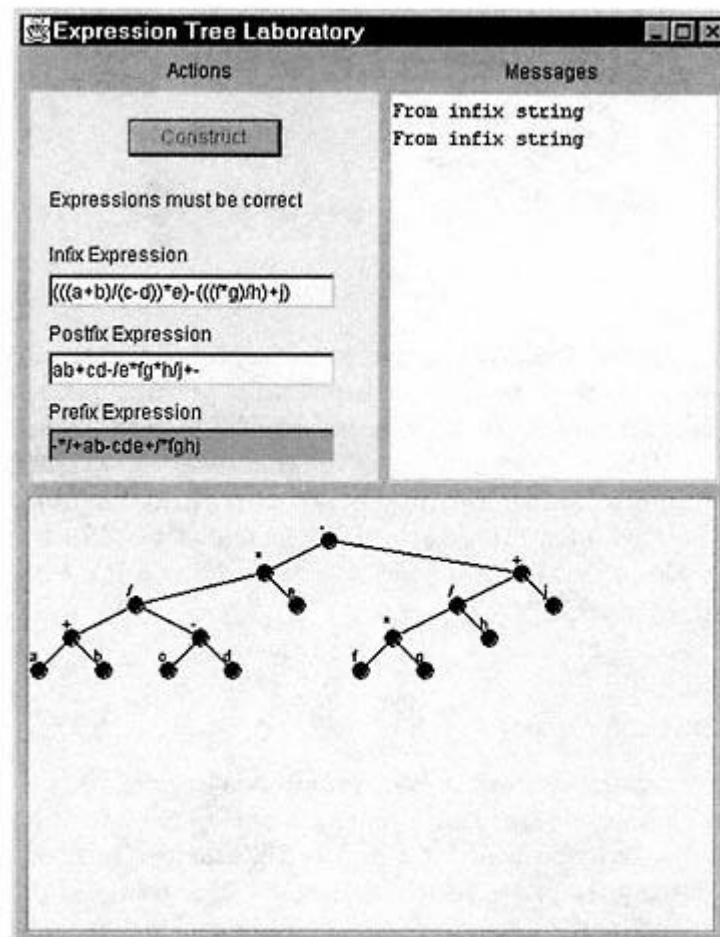 Expression Tree Laboratory
Actions
Messages
Construct
From infix string
From infix string
Expressions must be correct
Infix Expression
(((a+b)/(c-d))*e)-(((f*g)/h)+j)
Postfix Expression
ab+cd-/e*fg*h/j+-
Prefix Expression
-*/+ab-cde+/*fghj
-
* +
/ e / j
+ - * h
a b c d f g